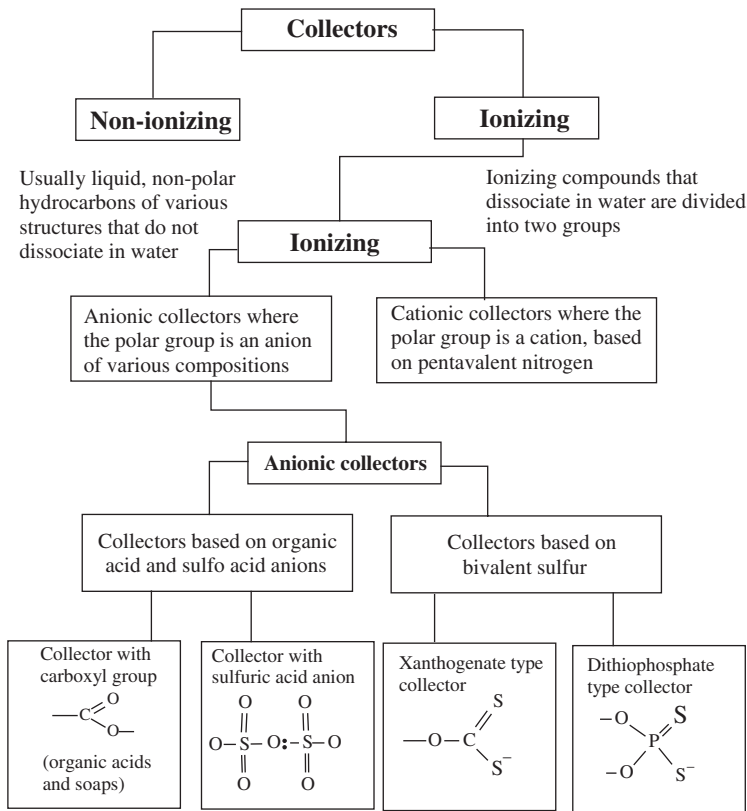 Collectors
Non-ionizing
Ionizing
Usually liquid, non-polar
hydrocarbons of various
structures that do not
dissociate in water
Ionizing compounds that
dissociate in water are divided
into two groups
Ionizing
Anionic collectors where
the polar group is an anion
of various compositions
Cationic collectors where the
polar group is a cation, based
on pentavalent nitrogen
Anionic collectors
Collectors based on organic
acid and sulfo acid anions
Collectors based on
bivalent sulfur
Collector with
carboxyl group
O
C
O
(organic acids
and soaps)
Collector with
sulfuric acid anion
O O
O S O : S O
O O
Xanthogenate type
collector
S
O C
S−
Dithiophosphate
type collector
O S
P
O S−